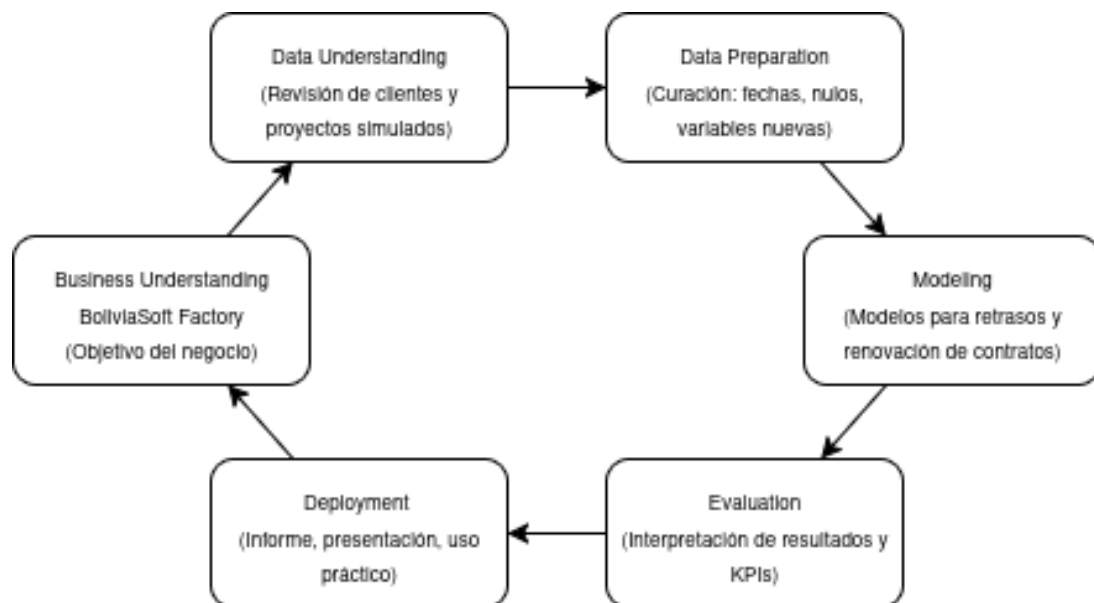 Data Understanding
(Revisión de clientes y
proyectos simulados)
Data Preparation
(Curación: fechas, nulos,
variables nuevas)
Business Understanding
BoliviaSoft Factory
(Objetivo del negocio)
Modeling
(Modelos para retrasos y
renovación de contratos)
Deployment
(Informe, presentación, uso
práctico)
Evaluation
(Interpretación de resultados y
KPIs)